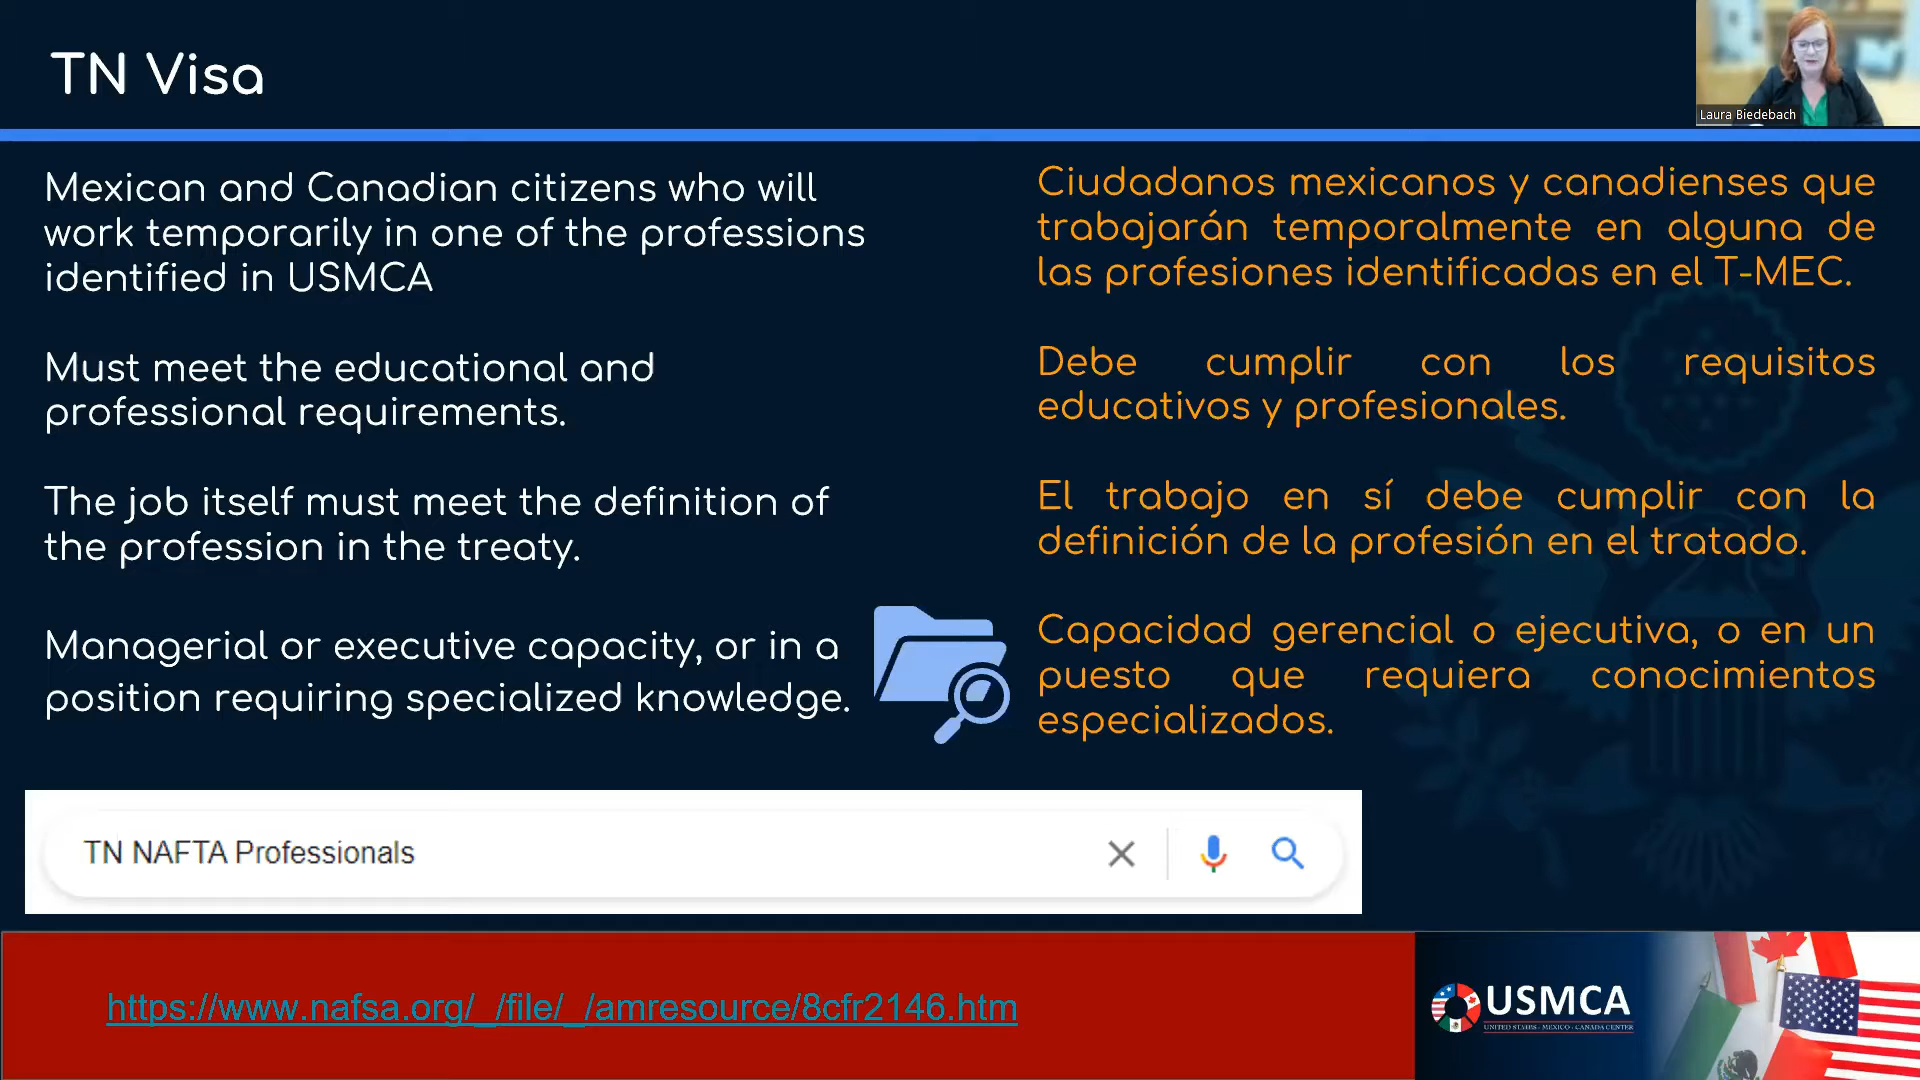 TN Visa
Laura Biedebach
Mexican and Canadian citizens who will
work temporarily in one of the professions
identified in USMCA
Must meet the educational and
professional requirements.
The job itself must meet the definition of
the profession in the treaty.
Managerial or executive capacity, or in a
position requiring specialized knowledge.
Ciudadanos mexicanos y canadienses que
trabajarán temporalmente en alguna de
las profesiones identificadas en el T-MEC.
Debe cumplir con los requisitos
educativos y profesionales.
El trabajo en sí debe cumplir con la
definición de la profesión en el tratado.
Capacidad gerencial o ejecutiva, o en un
puesto que requiera conocimientos
especializados.
TN NAFTA Professionals
https://www.nafsa.org/_/file/_/amresource/8cfr2146.htm
USMCA
UNITED STATES - MEXICO - CANADA CENTER